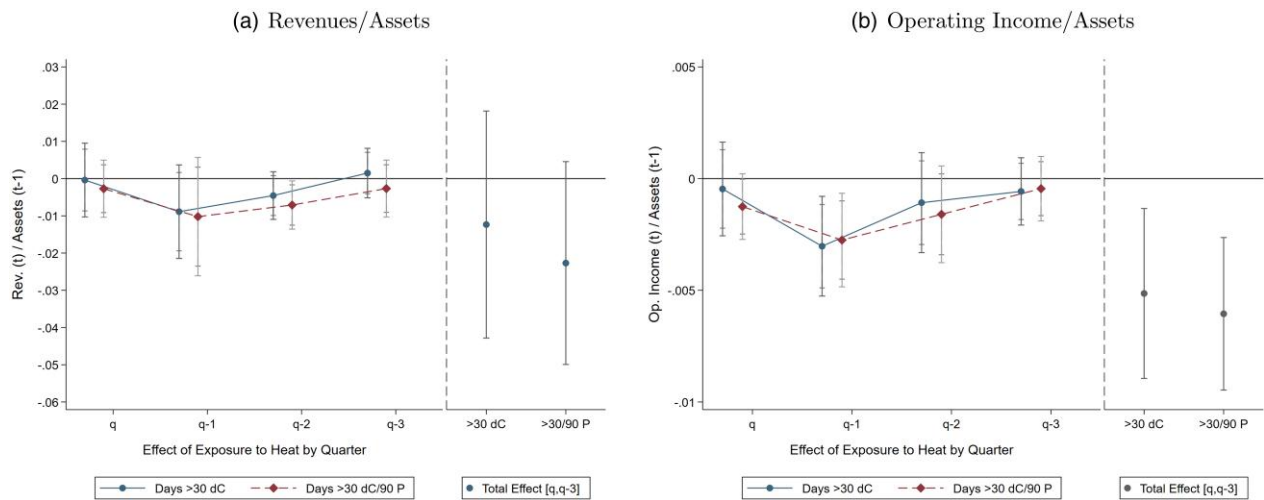 (a) Revenues/Assets
.03
.02
.01
0
-.01
-.02
-.03
-.04
-.05
-.06
Rev. (t) / Assets (t-1)
q q-1 q-2 q-3 >30 dC >30/90 P
Effect of Exposure to Heat by Quarter
Days >30 dC Days >30 dC/90 P Total Effect [q,q-3]
(b) Operating Income/Assets
.005
0
-.005
-.01
Op. Income (t) / Assets (t-1)
q q-1 q-2 q-3 >30 dC >30/90 P
Effect of Exposure to Heat by Quarter
Days >30 dC Days >30 dC/90 P Total Effect [q,q-3]